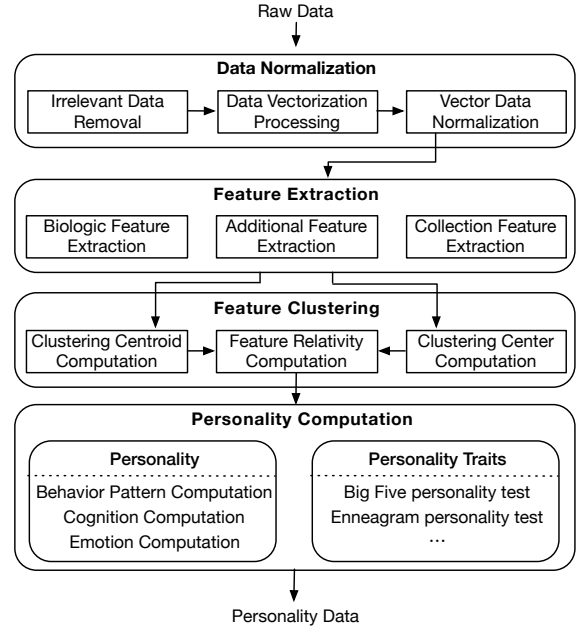 Raw Data
Data Normalization
Irrelevant Data
Removal
Data Vectorization
Processing
Vector Data
Normalization
Feature Extraction
Biologic Feature
Extraction
Additional Feature
Extraction
Collection Feature
Extraction
Feature Clustering
Clustering Centroid
Computation
Feature Relativity
Computation
Clustering Center
Computation
Personality Computation
Personality
Behavior Pattern Computation
Cognition Computation
Emotion Computation
Personality Traits
Big Five personality test
Enneagram personality test
...
Personality Data